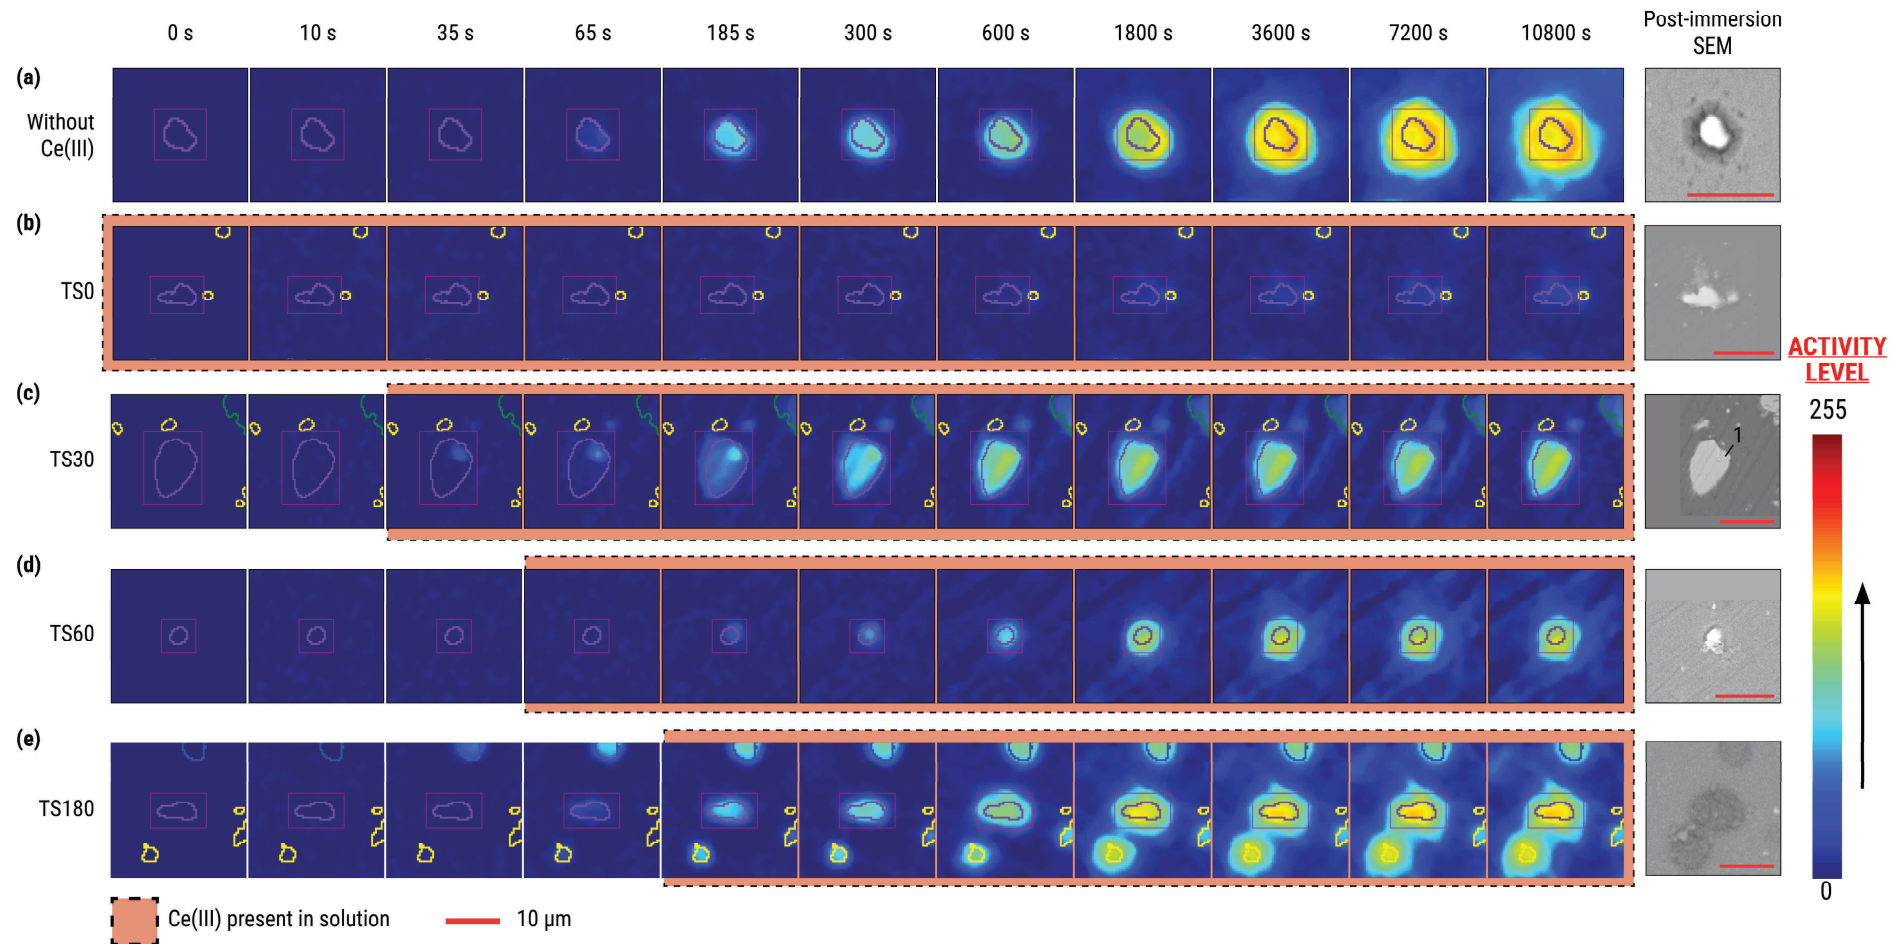 0 s 10 s 35 s 65 s 185 s 300 s 600 s 1800 s 3600 s 7200 s 10800 s Post-immersion
SEM
(a)
Without
Ce(III)
(b)
TS0
(c)
TS30
1
(d)
TS60
(e)
TS180
ACTIVITY
LEVEL
255
0
Ce(III) present in solution 10 μm